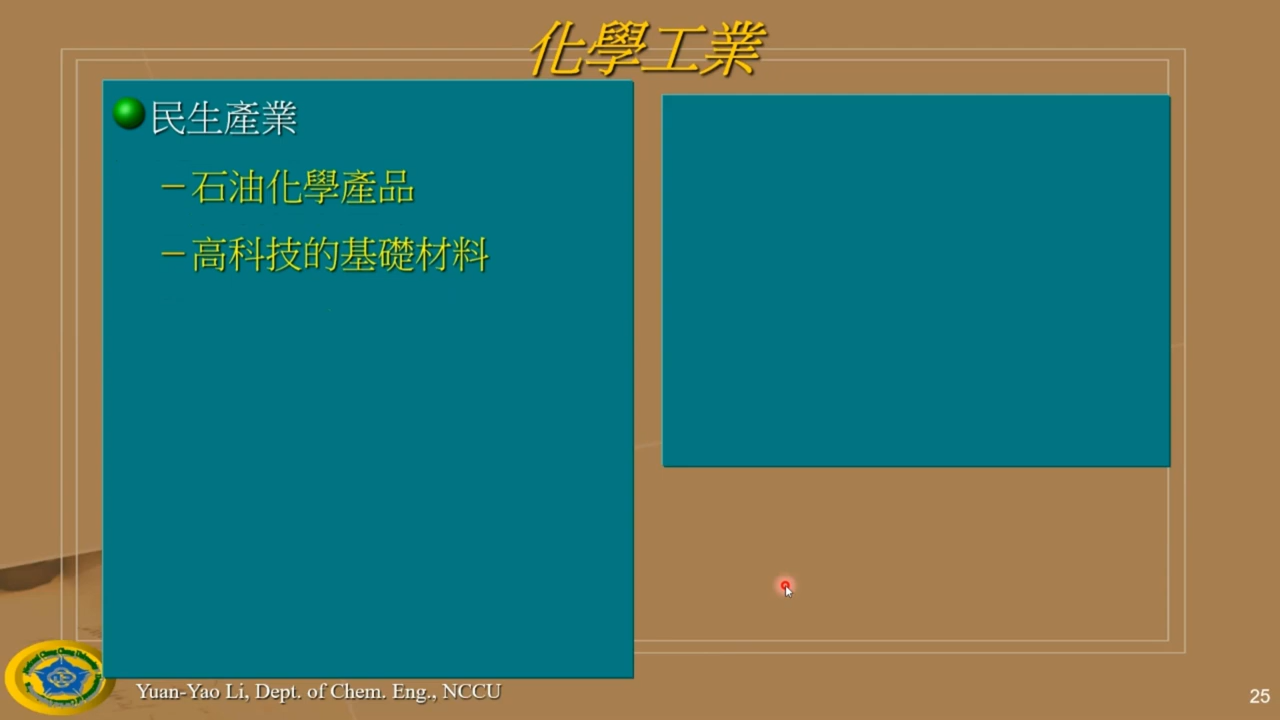 化學工業
民生產業
－石油化學產品
－高科技的基礎材料
Yuan-Yao Li, Dept. of Chem. Eng., NCCU
25